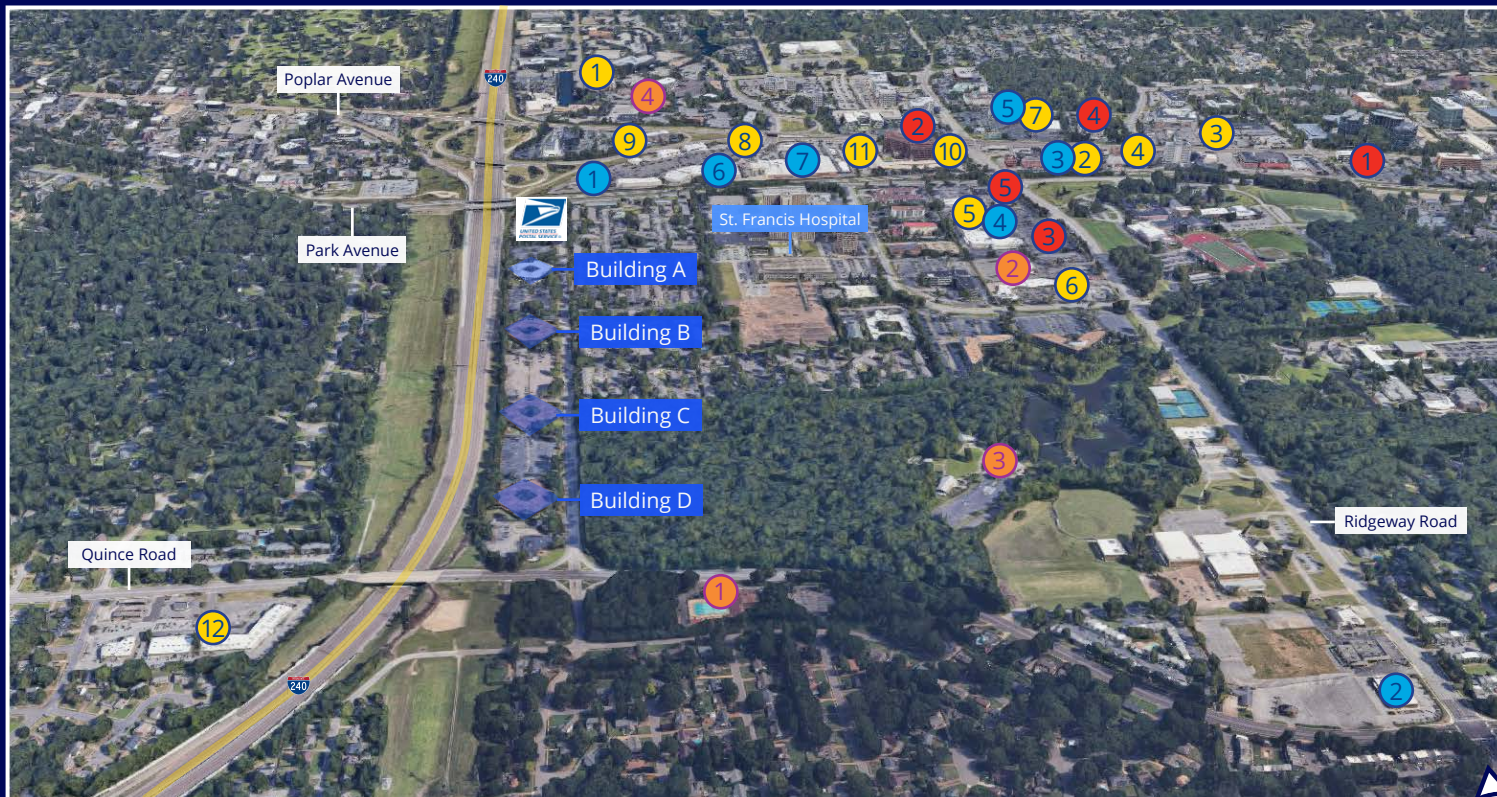 240
1
Poplar Avenue
4
5
7
4
2
3
9
8
11
10
3
2
4
1
1
6
7
5
UNITED STATES
POSTAL SERVICE
5
4
St. Francis Hospital
3
Park Avenue
Building A
2
6
Building B
Building C
3
Building D
Ridgeway Road
Quince Road
1
12
240
2